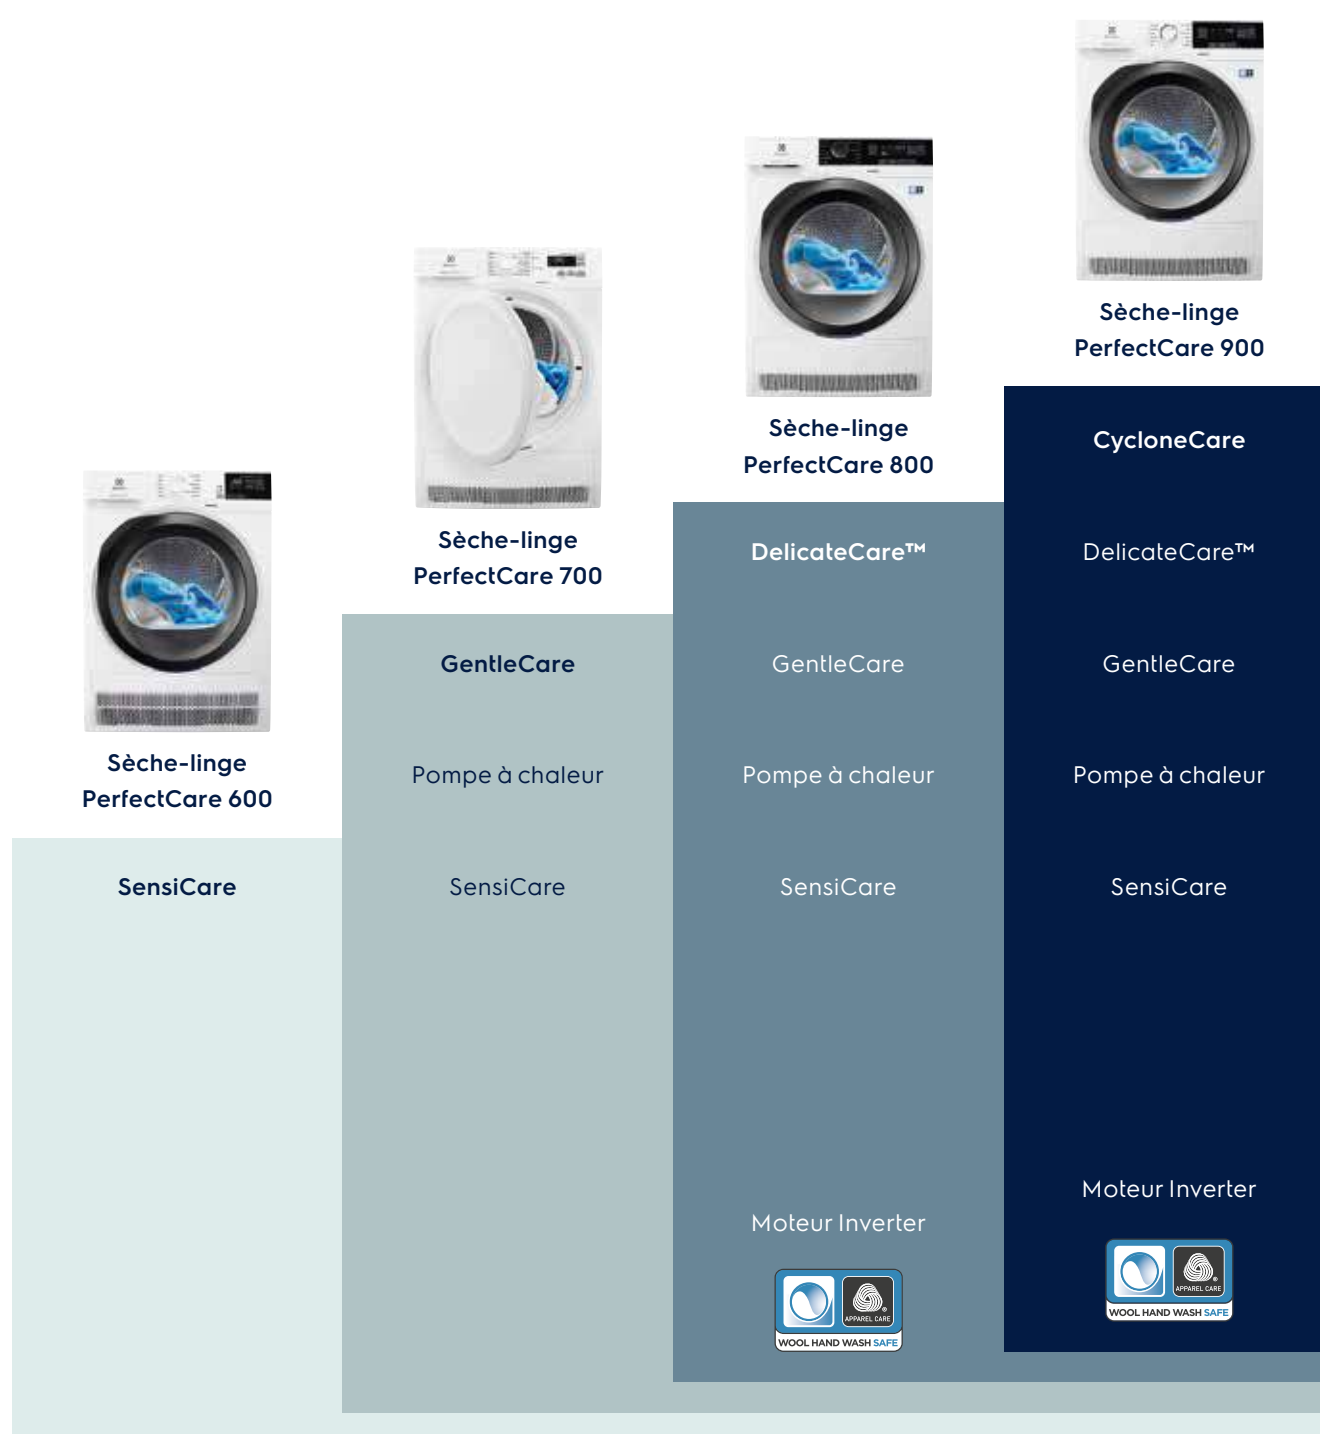 Sèche-linge
PerfectCare 600
SensiCare
Sèche-linge
PerfectCare 700
GentleCare
Pompe à chaleur
SensiCare
Sèche-linge
PerfectCare 800
DelicateCare™
GentleCare
Pompe à chaleur
SensiCare
Moteur Inverter
APPAREL CARE
WOOL HAND WASH SAFE
Sèche-linge
PerfectCare 900
CycloneCare
DelicateCare™
GentleCare
Pompe à chaleur
SensiCare
Moteur Inverter
APPAREL CARE
WOOL HAND WASH SAFE